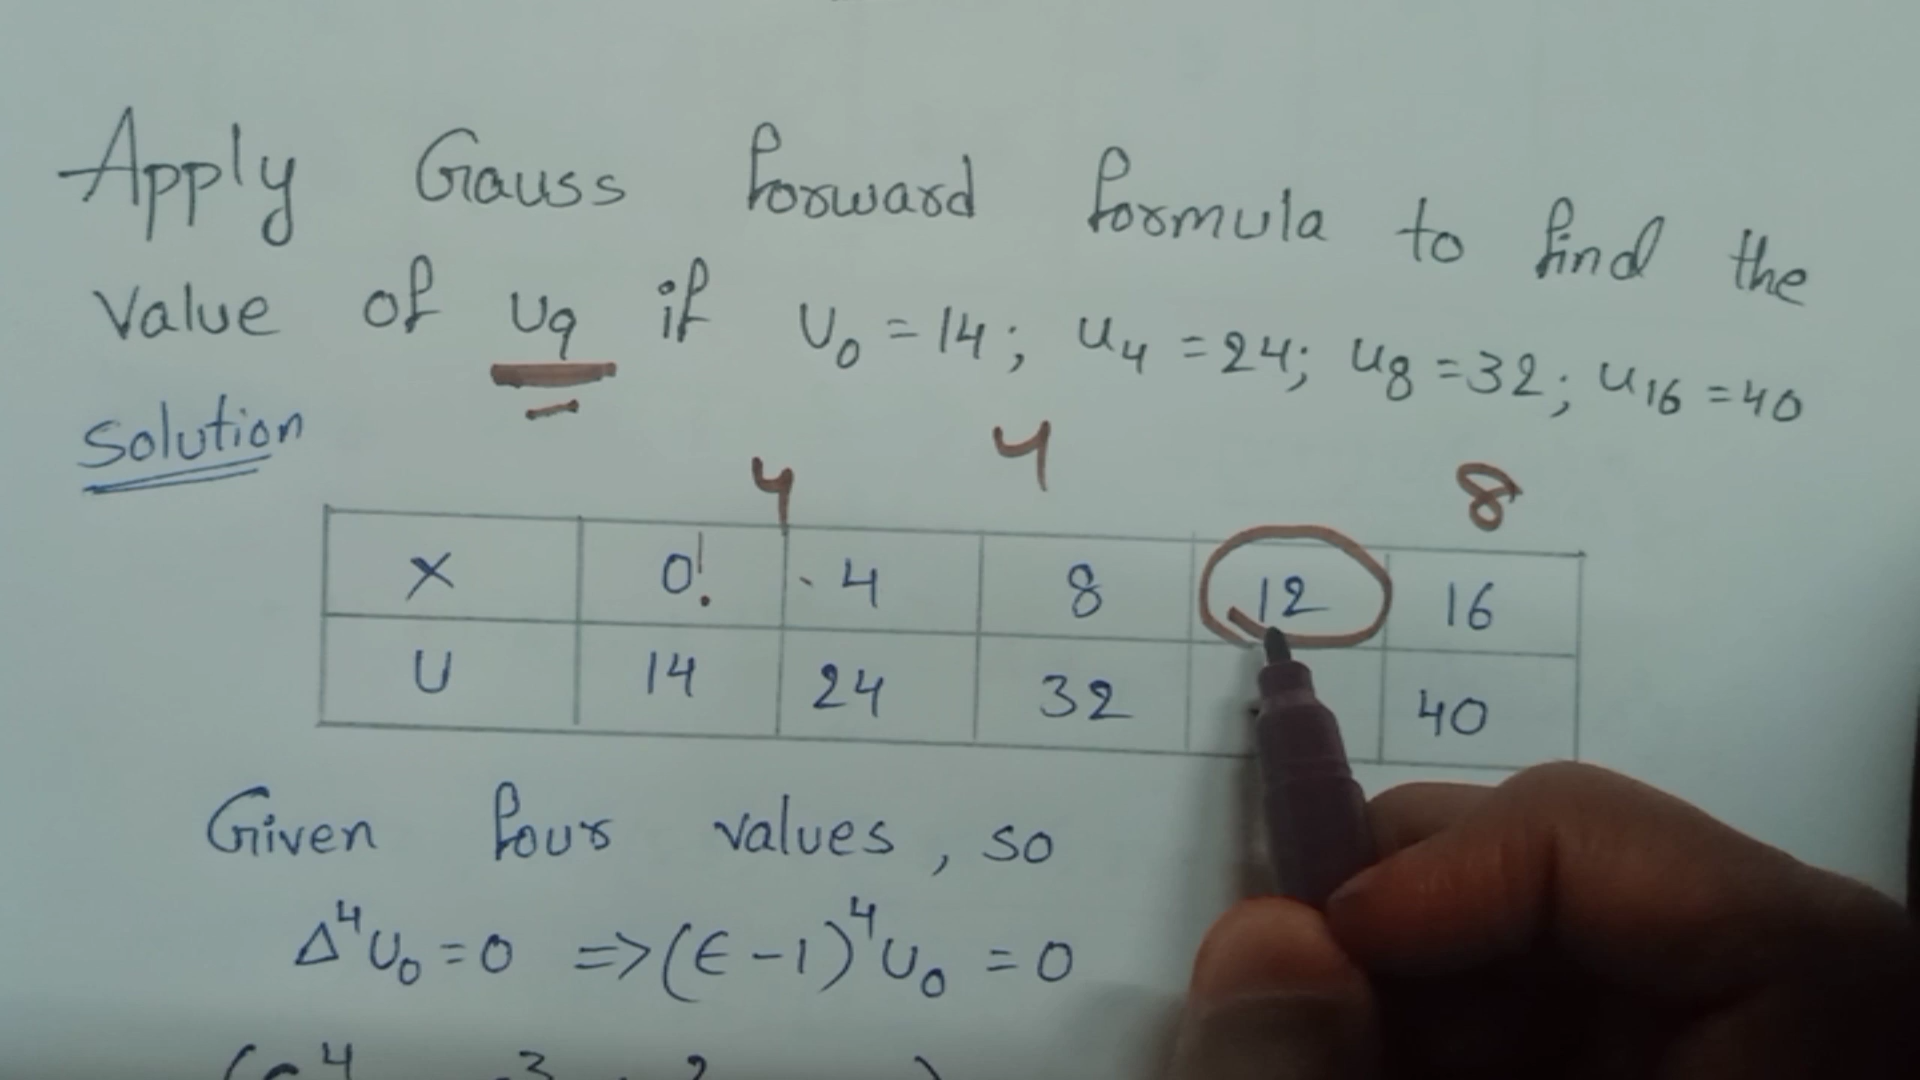 Apply Gauss forward formula to find the
value of u₉ if U₀ = 14; u₄ = 24; u₈ = 32; u₁₆ = 40
Solution
4 4 8
X 0 4 8 12 16
U 14 24 32 40
Given four values, so
Δ⁴U₀ = 0 => (E - 1)⁴U₀ = 0